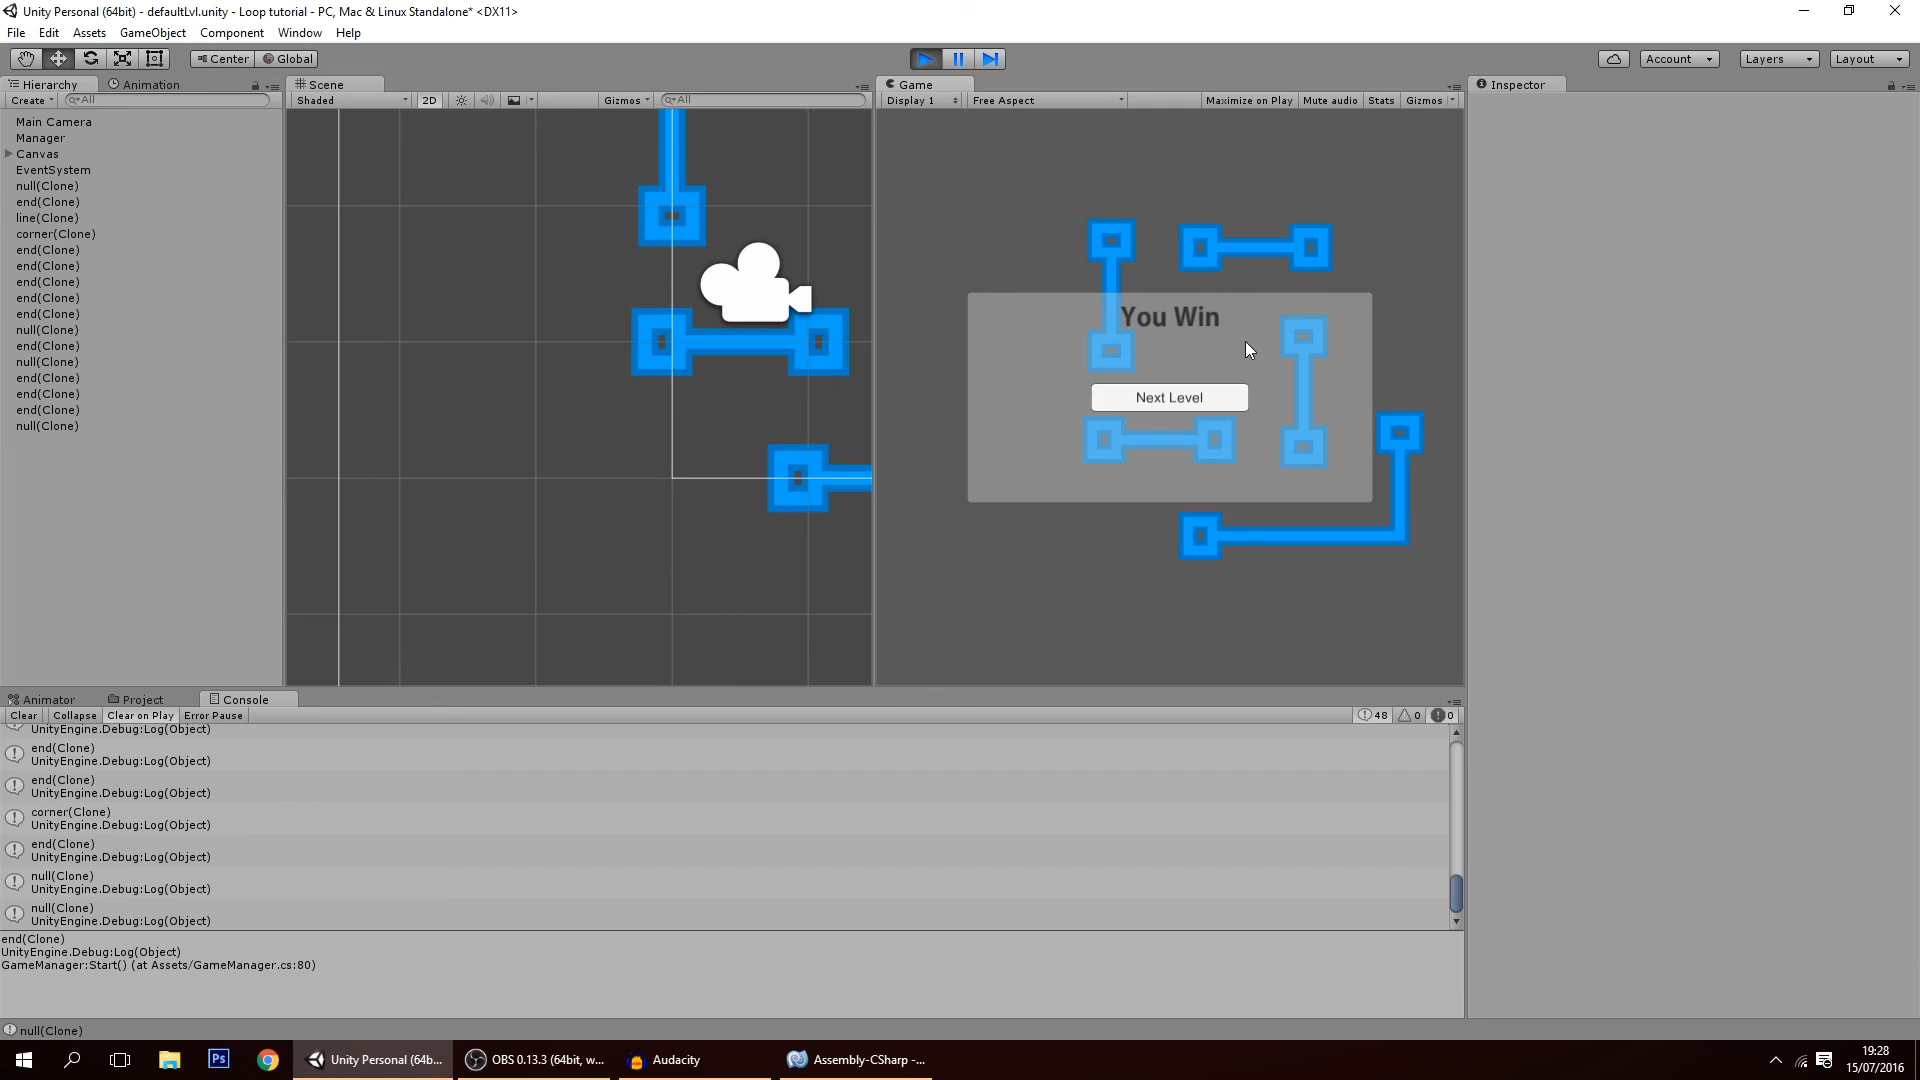 Unity Personal (64bit) - defaultLvl.unity - Loop tutorial - PC, Mac & Linux Standalone* <DX11>
File Edit Assets GameObject Component Window Help
Center Global Account Layers Layout
Hierarchy Animation Scene Game Inspector
Create All Shaded 2D Gizmos All Display 1 Free Aspect Maximize on Play Mute audio Stats Gizmos
Main Camera
Manager
Canvas
EventSystem
null(Clone)
end(Clone)
line(Clone)
corner(Clone)
end(Clone)
end(Clone)
end(Clone)
end(Clone)
end(Clone)
null(Clone)
end(Clone)
null(Clone)
end(Clone)
end(Clone)
end(Clone)
null(Clone)
You Win
Next Level
Animator Project Console
Clear Collapse Clear on Play Error Pause 48 0 0
UnityEngine.Debug:Log(Object)
end(Clone)
UnityEngine.Debug:Log(Object)
end(Clone)
UnityEngine.Debug:Log(Object)
corner(Clone)
UnityEngine.Debug:Log(Object)
end(Clone)
UnityEngine.Debug:Log(Object)
null(Clone)
UnityEngine.Debug:Log(Object)
null(Clone)
UnityEngine.Debug:Log(Object)
end(Clone)
UnityEngine.Debug:Log(Object)
GameManager:Start() (at Assets/GameManager.cs:80)
null(Clone)
Ps Unity Personal (64b... OBS 0.13.3 (64bit, w... Audacity Assembly-CSharp -...
19:28
15/07/2016